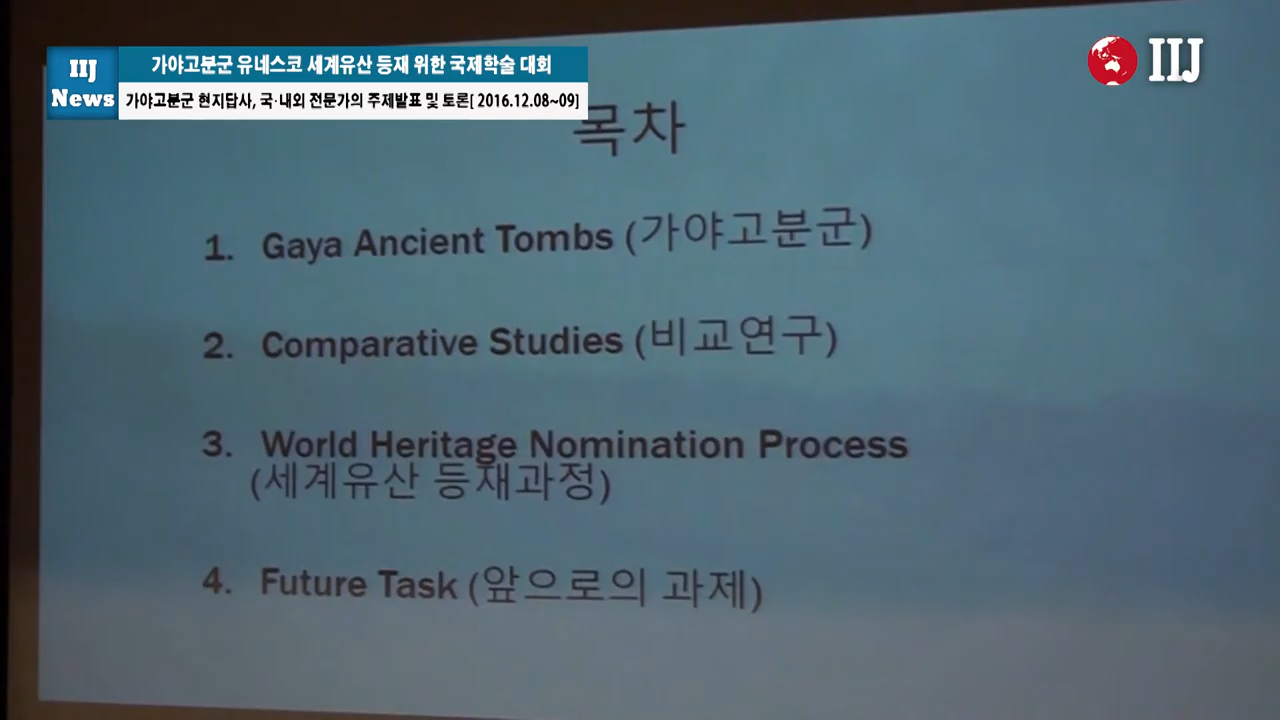 IIJ
News
가야고분군 유네스코 세계유산 등재 위한 국제학술 대회
가야고분군 현지답사, 국·내외 전문가의 주제발표 및 토론[ 2016.12.08~09]
IIJ
목차
1. Gaya Ancient Tombs (가야고분군)
2. Comparative Studies (비교연구)
3. World Heritage Nomination Process
(세계유산 등재과정)
4. Future Task (앞으로의 과제)